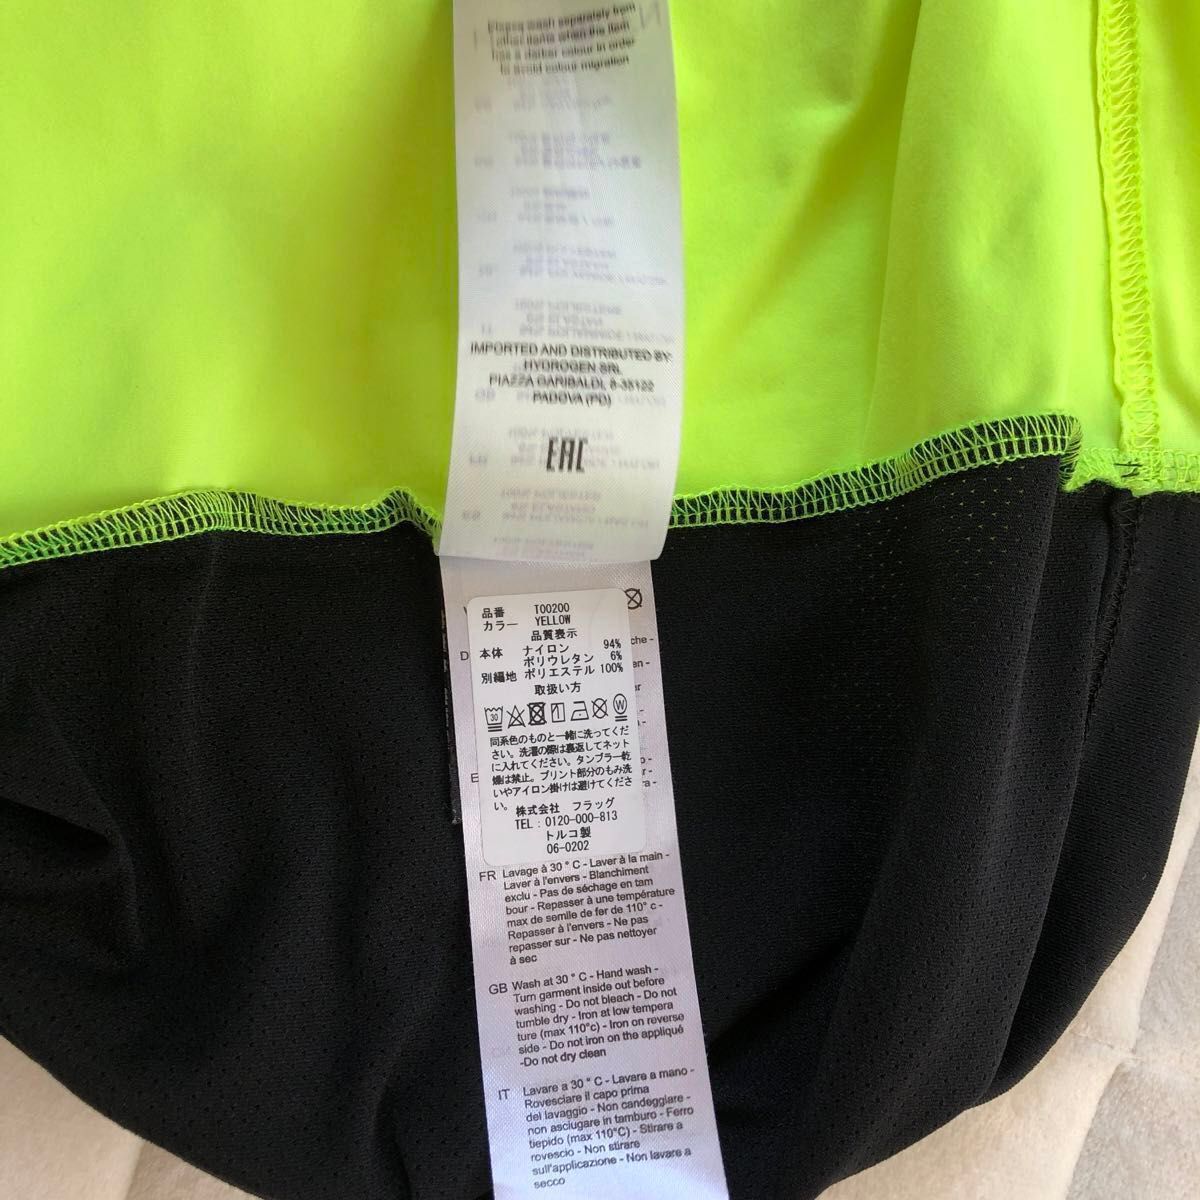 Please wash separately from
other items when the item
has a darker colour in order
to avoid colour migration
IMPORTED AND DISTRIBUTED BY:
HYDROGEN SRL
PIAZZA GARIBALDI, 8-35122
PADOVA (PD)
EAC
品番 T00200
カラー YELLOW
品質表示
本体 ナイロン 94%
ポリウレタン 6%
別編地 ポリエステル 100%
取扱い方
30 W
同系色のものと一緒に洗ってくだ
さい。洗濯の際は裏返してネット
に入れてください。タンブラー乾
燥は禁止。プリント部分のもみ洗
いやアイロン掛けは避けてくださ
い。
株式会社 フラッグ
TEL:0120-000-813
トルコ製
06-0202
FR Lavage à 30 ° C - Laver à la main -
Laver à l'envers - Blanchiment
exclu - Pas de séchage en tam
bour - Repasser à une température
max de semlle de fer de 110° c -
Repasser à l'envers - Ne pas
repasser sur - Ne pas nettoyer
à sec
GB Wash at 30 ° C - Hand wash -
Turn garment inside out before
washing - Do not bleach - Do not
tumble dry - Iron at low tempera
ture (max 110°c) - Iron on reverse
side - Do not iron on the appliqué
-Do not dry clean
IT Lavare a 30 ° C - Lavare a mano -
Rovesciare il capo prima
del lavaggio - Non candeggiare -
non asciugare in tamburo - Ferro
tiepido (max 110°C) - Stirare a
rovescio - Non stirare
sull'applicazione - Non lavare a
secco